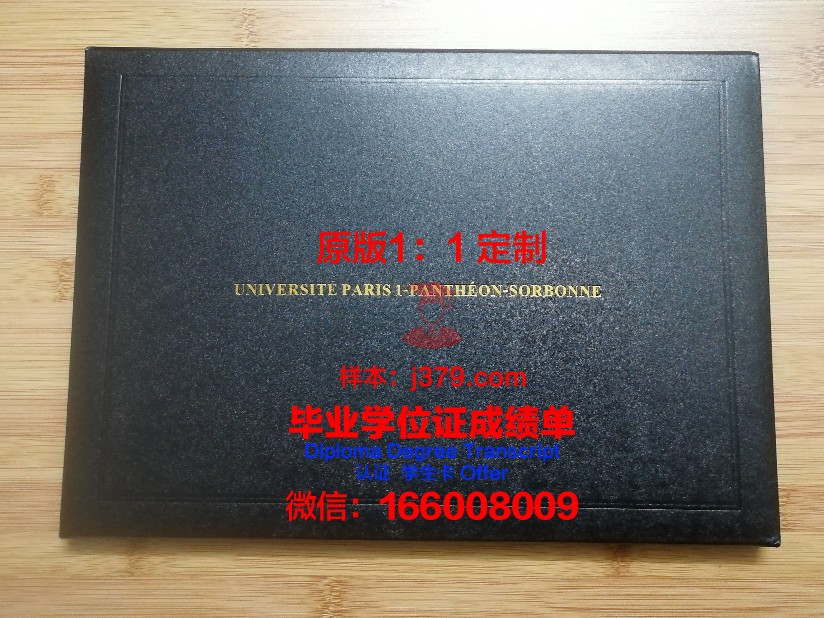 原版1：1 定制
UNIVERSITE PARIS 1-PANTHÉON-SORBONNE
样本：j379.com
毕业学位证成绩单
Diploma Degree Transcript
认证 学生卡 Offer
微信：166008009